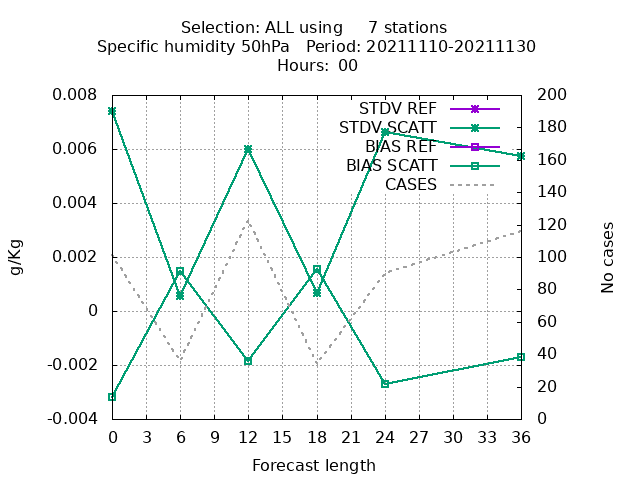 Selection: ALL using 7 stations
Specific humidity 50hPa Period: 20211110-20211130
Hours: 00
0.008
0.006
0.004
0.002
0
-0.002
-0.004
g/Kg
STDV REF
STDV SCATT
BIAS REF
BIAS SCATT
CASES
200
180
160
140
120
100
80
60
40
20
0
No cases
0 3 6 9 12 15 18 21 24 27 30 33 36
Forecast length